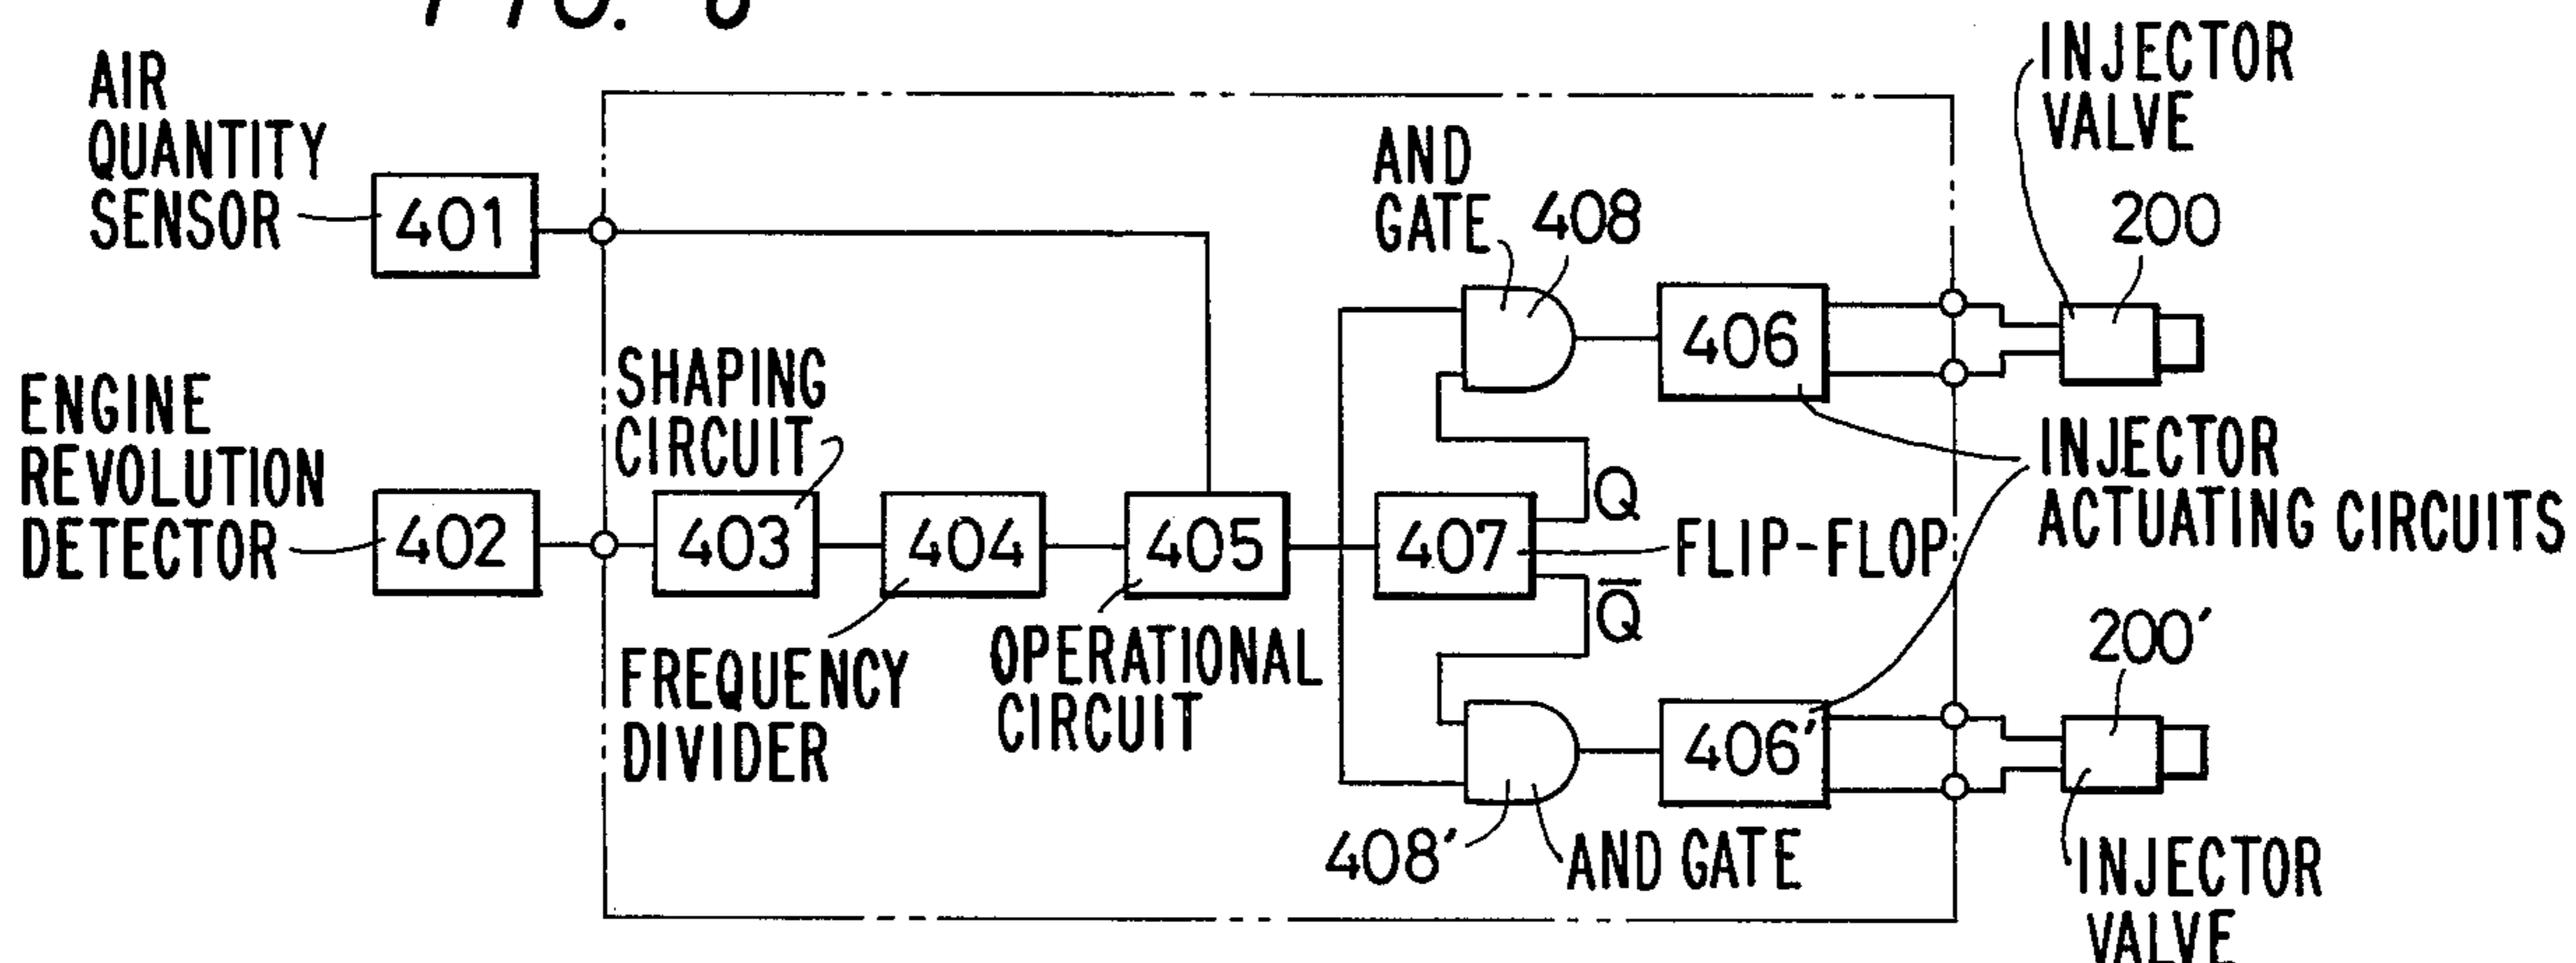 AIR
QUANTITY
SENSOR
401
ENGINE
REVOLUTION
DETECTOR
402
SHAPING
CIRCUIT
403
404
FREQUENCY
DIVIDER
405
OPERATIONAL
CIRCUIT
AND
GATE
408
406
407
Q
Q̅
FLIP-FLOP
408'
AND GATE
406'
INJECTOR
VALVE
200
INJECTOR
ACTUATING CIRCUITS
200'
INJECTOR
VALVE